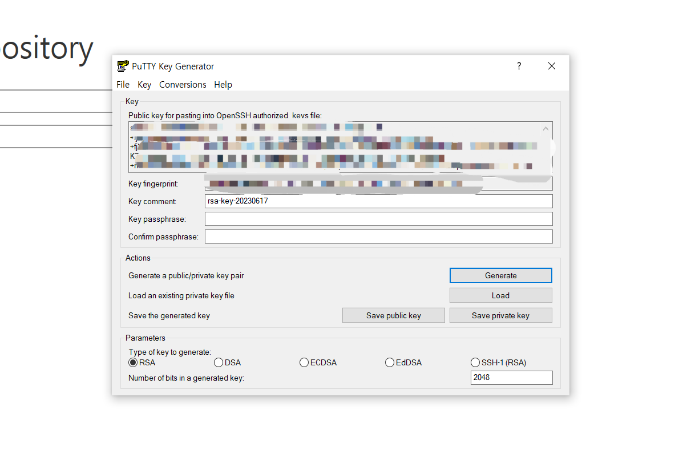 ository
PuTTY Key Generator
? ✕
File Key Conversions Help
Key
Public key for pasting into OpenSSH authorized_keys file:
Key fingerprint:
Key comment: rsa-key-20230617
Key passphrase:
Confirm passphrase:
Actions
Generate a public/private key pair Generate
Load an existing private key file Load
Save the generated key Save public key Save private key
Parameters
Type of key to generate:
RSA DSA ECDSA EdDSA SSH-1 (RSA)
Number of bits in a generated key: 2048